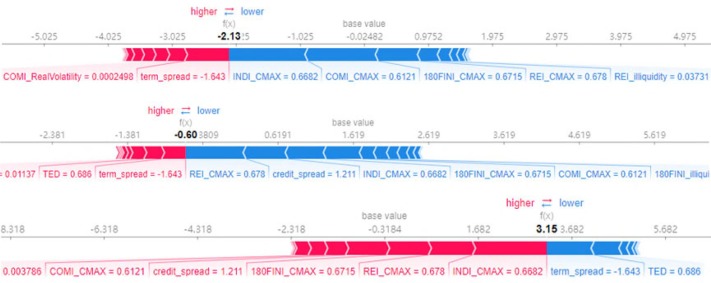 higher ⇄ lower
f(x) base value
-5.025 -3.025 -2.13 -1.025 -0.02482 0.9752 1.975 2.975 3.975 4.975
COMI_RealVolatility = 0.0002498 term_spread = -1.643 INDI_CMAX = 0.6682 COMI_CMAX = 0.6121 180FINI_CMAX = 0.6715 REI_CMAX = 0.678 REI_illiquidity = 0.03731
higher ⇄ lower
f(x) base value
-2.381 -1.381 -0.60 3809 0.6191 1.619 2.619 3.619 4.619 5.619
= 0.01137 TED = 0.686 term_spread = -1.643 REI_CMAX = 0.678 credit_spread = 1.211 INDI_CMAX = 0.6682 180FINI_CMAX = 0.6715 COMI_CMAX = 0.6121 180FINI_illiqui
higher ⇄ lower
base value f(x)
8.318 -6.318 -4.318 -2.318 -0.3184 1.682 3.15 3.682 5.682
0.003786 COMI_CMAX = 0.6121 credit_spread = 1.211 180FINI_CMAX = 0.6715 REI_CMAX = 0.678 INDI_CMAX = 0.6682 term_spread = -1.643 TED = 0.686